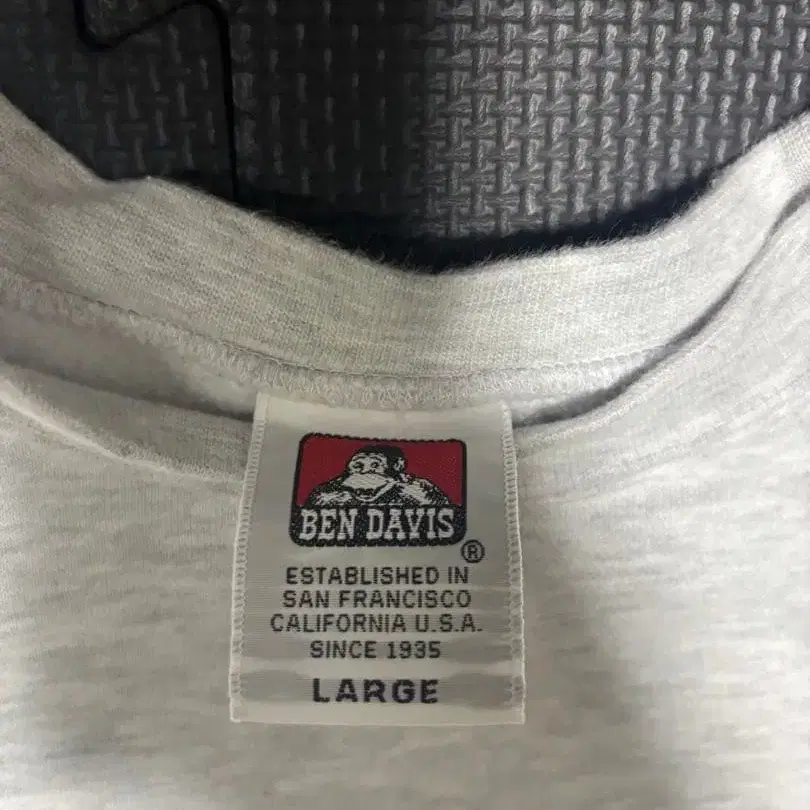 BEN DAVIS
®
ESTABLISHED IN
SAN FRANCISCO
CALIFORNIA U.S.A.
SINCE 1935
LARGE